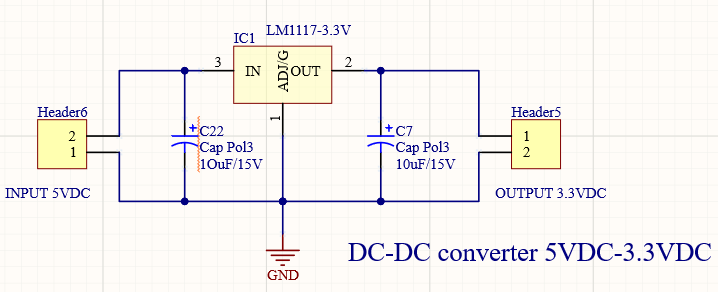 LM1117-3.3V
IC1
3
IN
ADJ/G
OUT
2
1
Header6
2
1
INPUT 5VDC
C22
Cap Pol3
1OuF/15V
C7
Cap Pol3
10uF/15V
Header5
1
2
OUTPUT 3.3VDC
GND
DC-DC converter 5VDC-3.3VDC